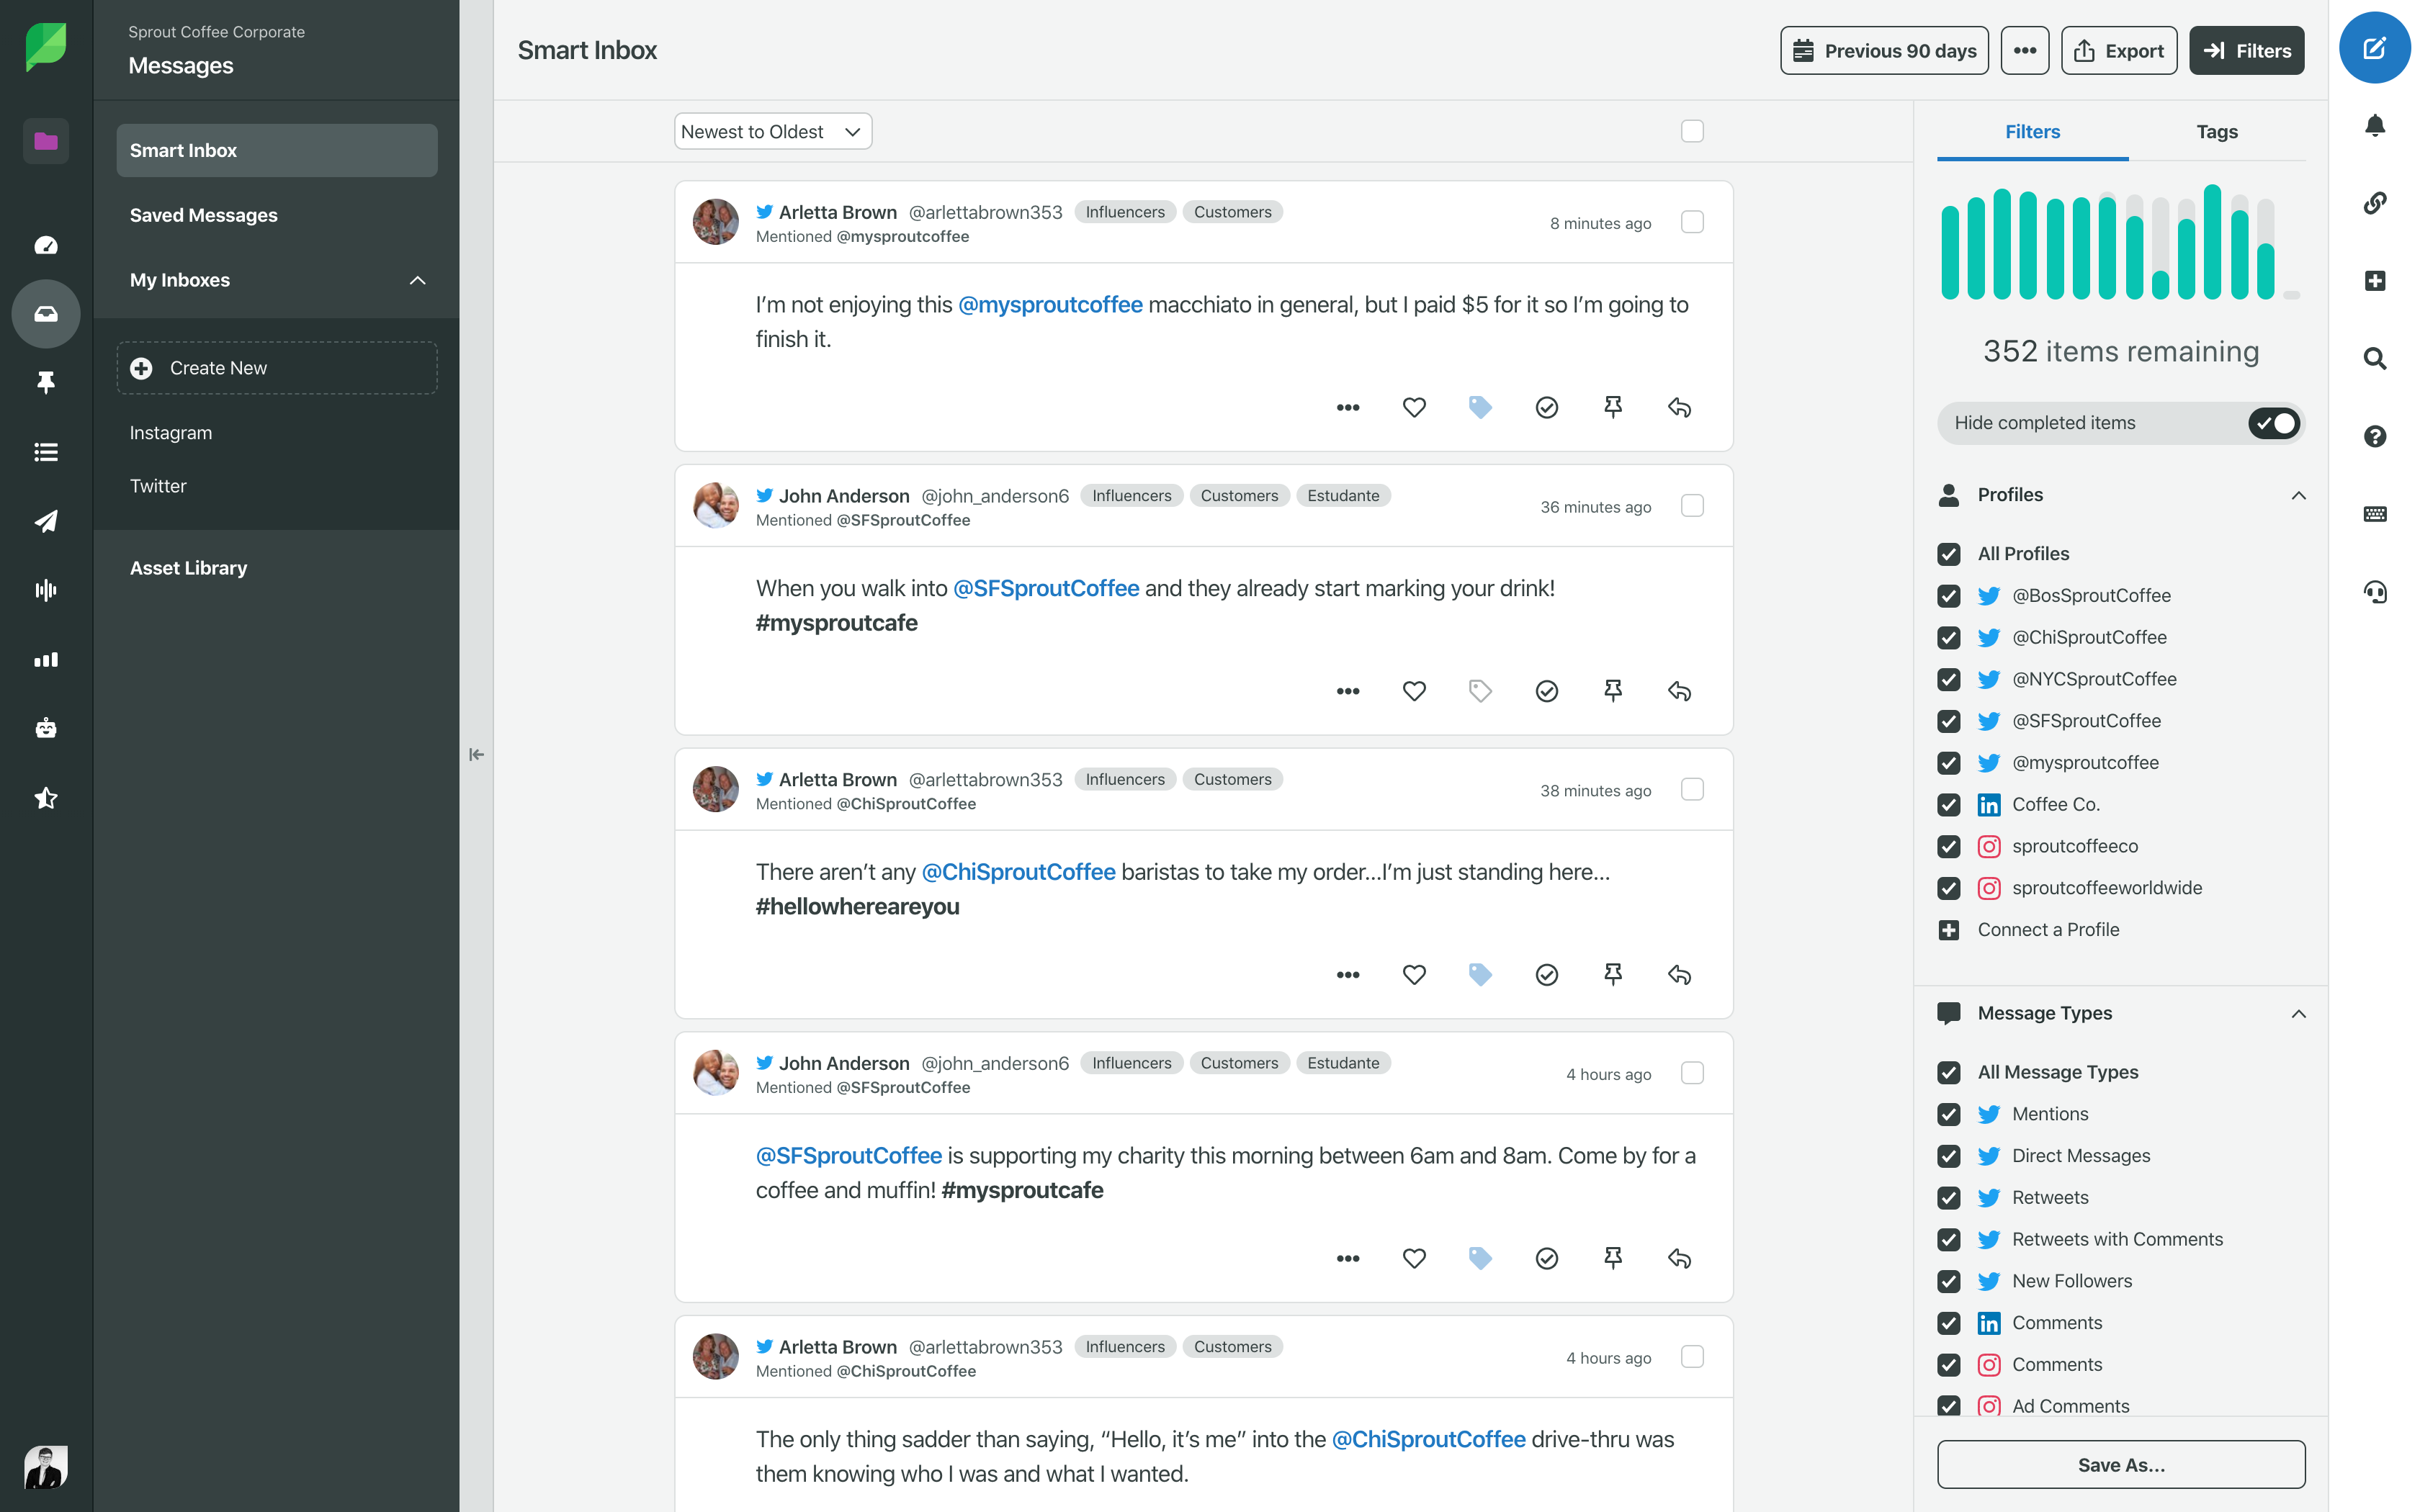 Sprout Coffee Corporate
Messages
Smart Inbox
Saved Messages
My Inboxes
Create New
Instagram
Twitter
Asset Library
Smart Inbox
Previous 90 days
Export
Filters
Newest to Oldest
Arletta Brown @arlettabrown353 Influencers Customers
Mentioned @mysproutcoffee
8 minutes ago
I’m not enjoying this @mysproutcoffee macchiato in general, but I paid $5 for it so I’m going to
finish it.
John Anderson @john_anderson6 Influencers Customers Estudante
Mentioned @SFSproutCoffee
36 minutes ago
When you walk into @SFSproutCoffee and they already start marking your drink!
#mysproutcafe
Arletta Brown @arlettabrown353 Influencers Customers
Mentioned @ChiSproutCoffee
38 minutes ago
There aren’t any @ChiSproutCoffee baristas to take my order...I’m just standing here...
#hellowhereareyou
John Anderson @john_anderson6 Influencers Customers Estudante
Mentioned @SFSproutCoffee
4 hours ago
@SFSproutCoffee is supporting my charity this morning between 6am and 8am. Come by for a
coffee and muffin! #mysproutcafe
Arletta Brown @arlettabrown353 Influencers Customers
Mentioned @ChiSproutCoffee
4 hours ago
The only thing sadder than saying, “Hello, it’s me” into the @ChiSproutCoffee drive-thru was
them knowing who I was and what I wanted.
Filters
Tags
352 items remaining
Hide completed items
Profiles
All Profiles
@BosSproutCoffee
@ChiSproutCoffee
@NYCSproutCoffee
@SFSproutCoffee
@mysproutcoffee
Coffee Co.
sproutcoffeeco
sproutcoffeeworldwide
Connect a Profile
Message Types
All Message Types
Mentions
Direct Messages
Retweets
Retweets with Comments
New Followers
Comments
Comments
Ad Comments
Save As...